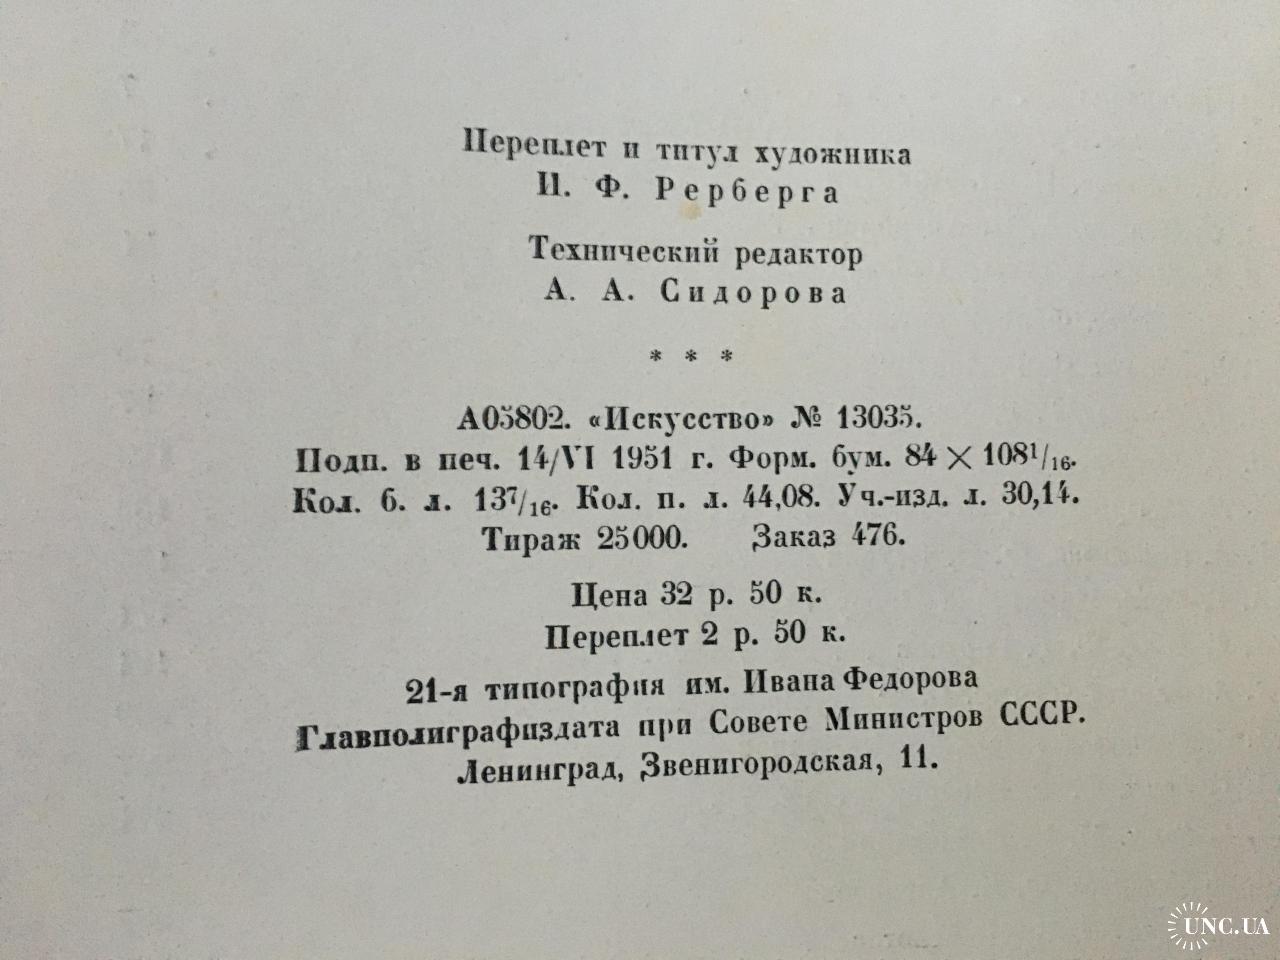 Переплет и титул художника
И. Ф. Рерберга
Технический редактор
А. А. Сидорова
* * *
А05802. «Искусство» № 13035.
Подп. в печ. 14/VI 1951 г. Форм. бум. 84 × 108¹/₁₆.
Кол. б. л. 13⁷/₁₆. Кол. п. л. 44,08. Уч.-изд. л. 30,14.
Тираж 25000. Заказ 476.
Цена 32 р. 50 к.
Переплет 2 р. 50 к.
21-я типография им. Ивана Федорова
Главполиграфиздата при Совете Министров СССР.
Ленинград, Звенигородская, 11.
UNC.UA